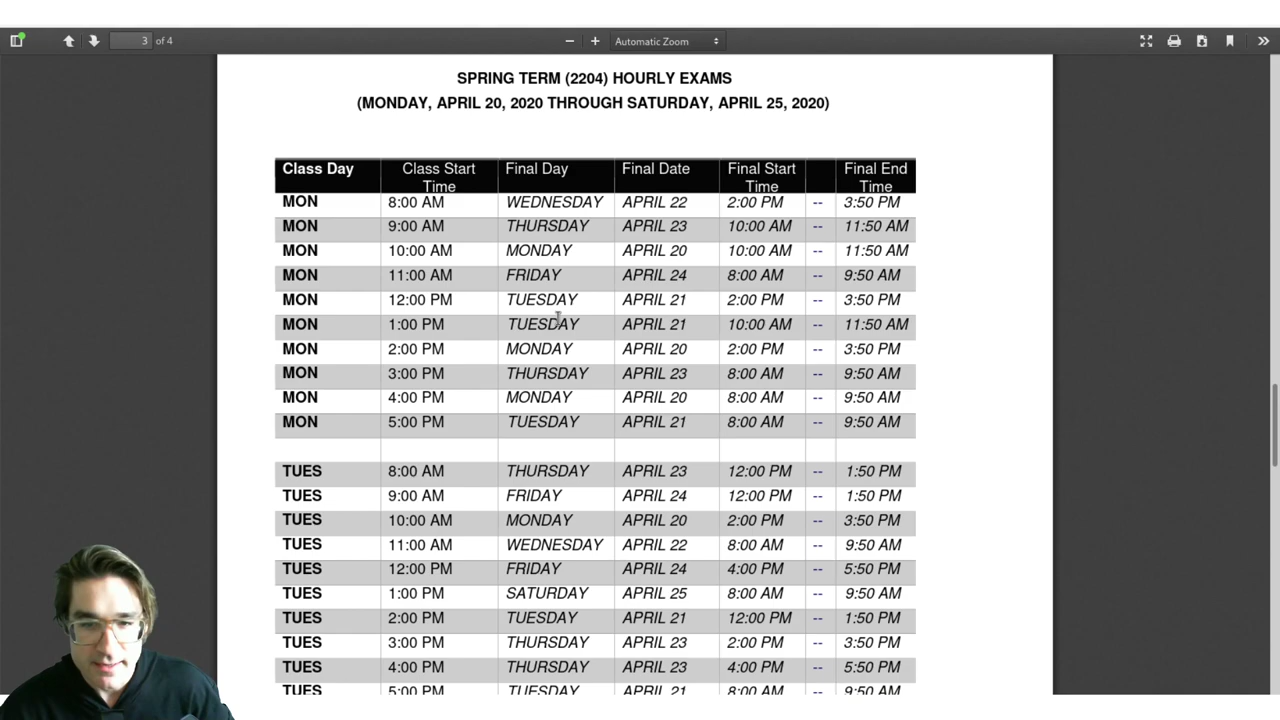 3 of 4
Automatic Zoom
SPRING TERM (2204) HOURLY EXAMS
(MONDAY, APRIL 20, 2020 THROUGH SATURDAY, APRIL 25, 2020)
Class Day Class Start Time Final Day Final Date Final Start Time Final End Time
MON 8:00 AM WEDNESDAY APRIL 22 2:00 PM -- 3:50 PM
MON 9:00 AM THURSDAY APRIL 23 10:00 AM -- 11:50 AM
MON 10:00 AM MONDAY APRIL 20 10:00 AM -- 11:50 AM
MON 11:00 AM FRIDAY APRIL 24 8:00 AM -- 9:50 AM
MON 12:00 PM TUESDAY APRIL 21 2:00 PM -- 3:50 PM
MON 1:00 PM TUESDAY APRIL 21 10:00 AM -- 11:50 AM
MON 2:00 PM MONDAY APRIL 20 2:00 PM -- 3:50 PM
MON 3:00 PM THURSDAY APRIL 23 8:00 AM -- 9:50 AM
MON 4:00 PM MONDAY APRIL 20 8:00 AM -- 9:50 AM
MON 5:00 PM TUESDAY APRIL 21 8:00 AM -- 9:50 AM
TUES 8:00 AM THURSDAY APRIL 23 12:00 PM -- 1:50 PM
TUES 9:00 AM FRIDAY APRIL 24 12:00 PM -- 1:50 PM
TUES 10:00 AM MONDAY APRIL 20 2:00 PM -- 3:50 PM
TUES 11:00 AM WEDNESDAY APRIL 22 8:00 AM -- 9:50 AM
TUES 12:00 PM FRIDAY APRIL 24 4:00 PM -- 5:50 PM
TUES 1:00 PM SATURDAY APRIL 25 8:00 AM -- 9:50 AM
TUES 2:00 PM TUESDAY APRIL 21 12:00 PM -- 1:50 PM
TUES 3:00 PM THURSDAY APRIL 23 2:00 PM -- 3:50 PM
TUES 4:00 PM THURSDAY APRIL 23 4:00 PM -- 5:50 PM
TUES 5:00 PM TUESDAY APRIL 21 8:00 AM -- 9:50 AM